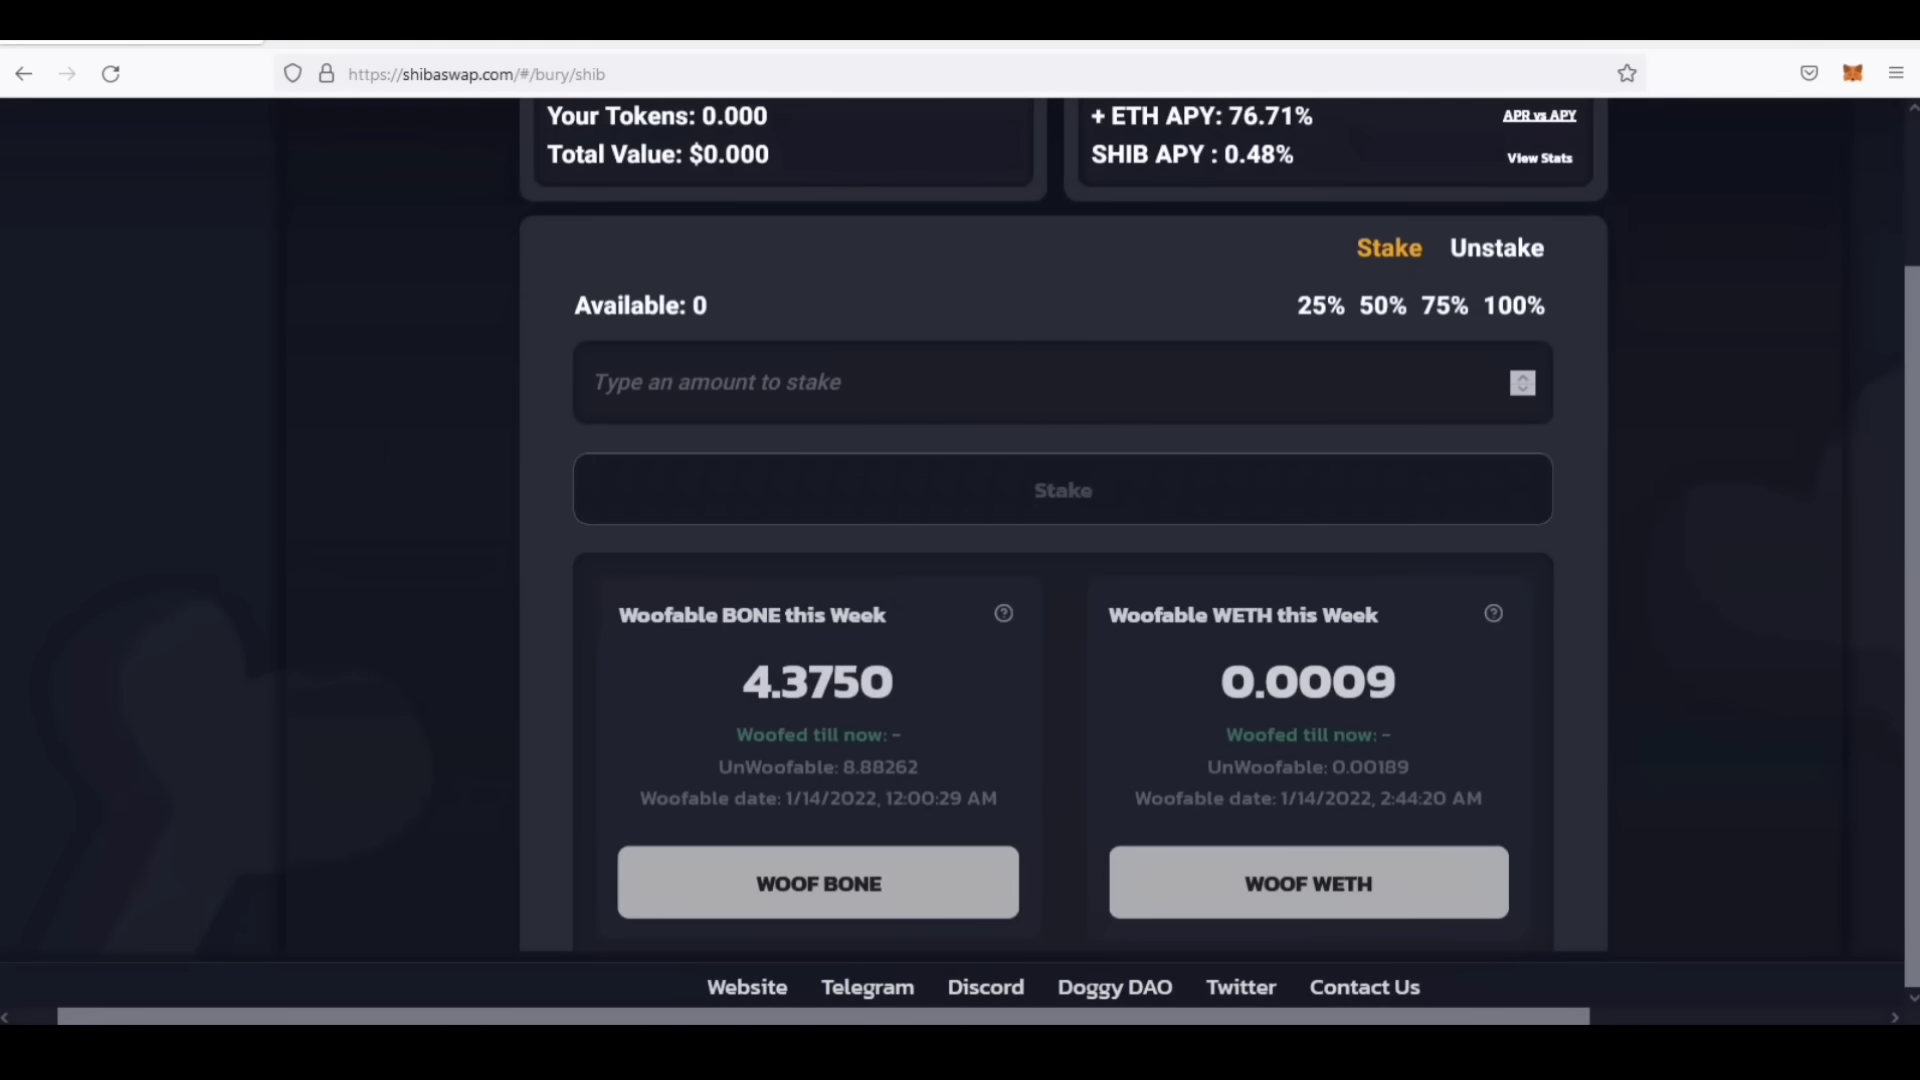 https://shibaswap.com/#/bury/shib
Your Tokens: 0.000
Total Value: $0.000
+ ETH APY: 76.71%
APR vs APY
SHIB APY : 0.48%
View Stats
Stake Unstake
Available: 0
25% 50% 75% 100%
Type an amount to stake
Stake
Woofable BONE this Week
4.3750
Woofed till now: -
UnWoofable: 8.88262
Woofable date: 1/14/2022, 12:00:29 AM
WOOF BONE
Woofable WETH this Week
0.0009
Woofed till now: -
UnWoofable: 0.00189
Woofable date: 1/14/2022, 2:44:20 AM
WOOF WETH
Website Telegram Discord Doggy DAO Twitter Contact Us